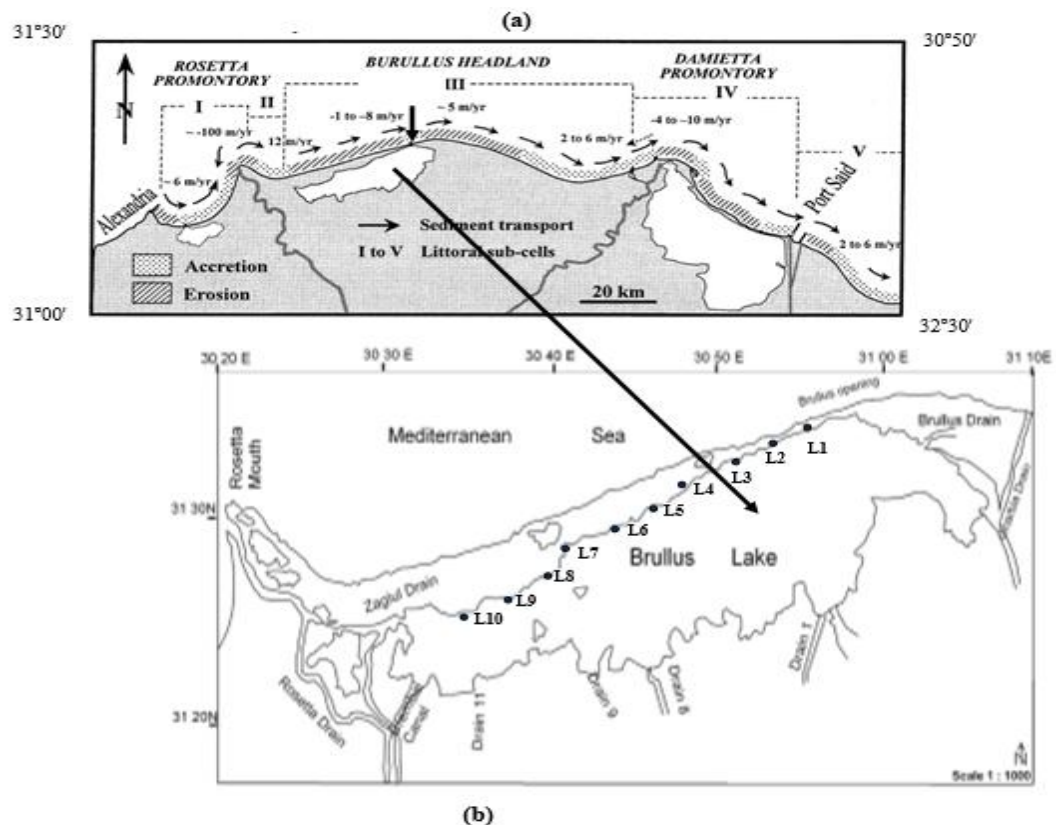 (a)
31°30'
30°50'
ROSETTA
PROMONTORY
BURULLUS HEADLAND
DAMIETTA
PROMONTORY
N
I
II
III
IV
V
~ -100 m/yr
12 m/yr
-1 to -8 m/yr
~ 5 m/yr
2 to 6 m/yr
-4 to -10 m/yr
~6 m/yr
Alexandria
Port Said
2 to 6 m/yr
Sediment transport
I to V Littoral sub-cells
Accretion
Erosion
20 km
31°00'
32°30'
30 20 E
30 30 E
30 40 E
30 50 E
31 00 E
31 10E
Brullus opening
Brullus Drain
Mediterranean Sea
Rosetta
Mouth
L1
L2
L3
L4
L5
L6
L7
L8
L9
L10
31 30N
Brullus Lake
Zaglul Drain
Rosetta Drain
Canal
Drain 11
Drain 9
Drain 8
Drain 7
Drain
31 20N
N
Scale 1 : 1000
(b)